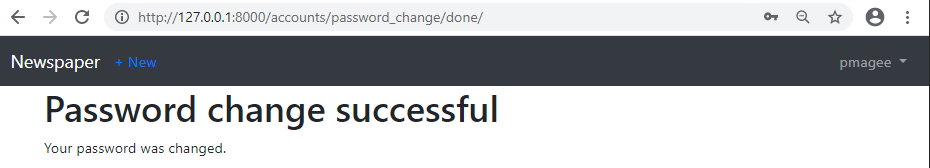 http://127.0.0.1:8000/accounts/password_change/done/
Newspaper + New pmagee
Password change successful
Your password was changed.